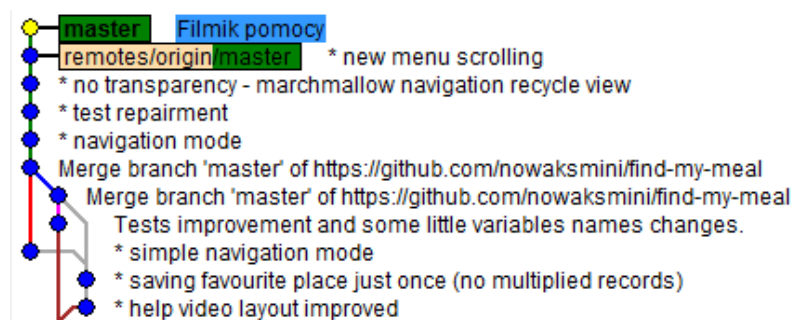 master Filmik pomocy
remotes/origin/master * new menu scrolling
* no transparency - marchmallow navigation recycle view
* test repairment
* navigation mode
Merge branch 'master' of https://github.com/nowaksmini/find-my-meal
Merge branch 'master' of https://github.com/nowaksmini/find-my-meal
Tests improvement and some little variables names changes.
* simple navigation mode
* saving favourite place just once (no multiplied records)
* help video layout improved